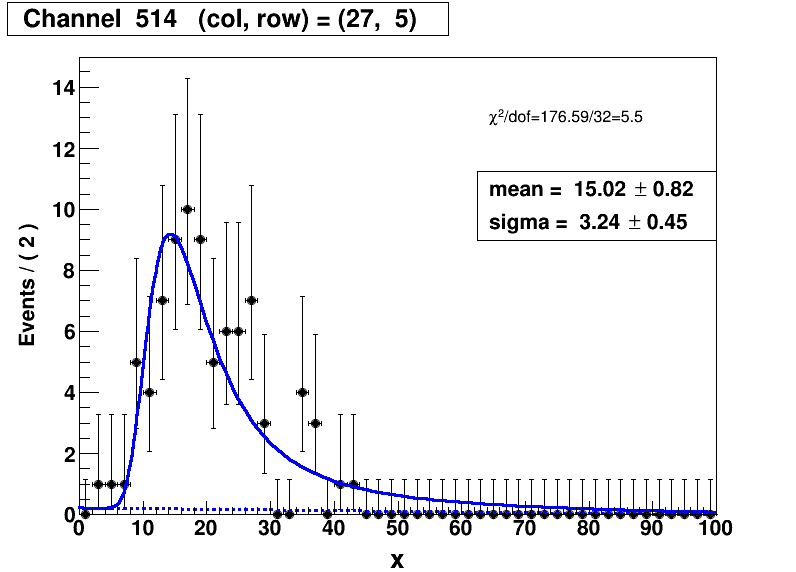 Channel 514 (col, row) = (27, 5)
χ²/dof=176.59/32=5.5
mean = 15.02 ± 0.82
sigma = 3.24 ± 0.45
Events / ( 2 )
14
12
10
8
6
4
2
0
0 10 20 30 40 50 60 70 80 90 100
x